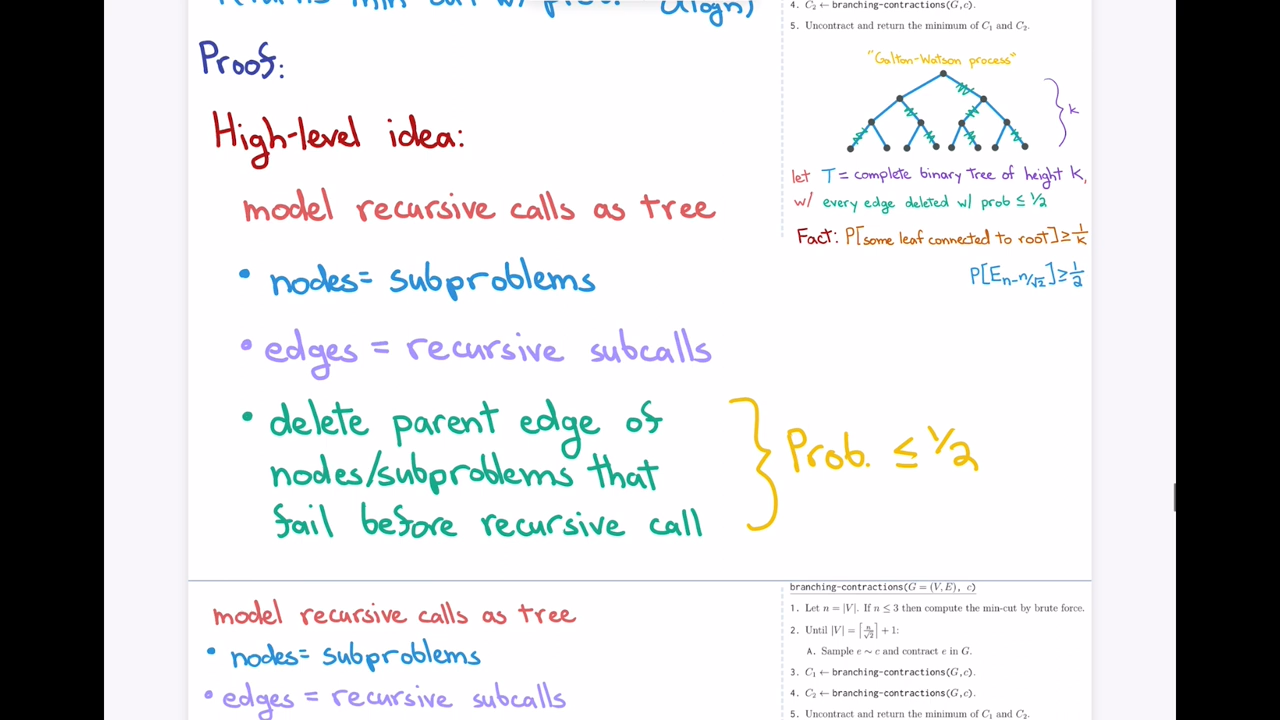 Proof:
High-level idea:
model recursive calls as tree
• nodes= subproblems
• edges = recursive subcalls
• delete parent edge of
nodes/subproblems that
fail before recursive call
Prob. ≤ 1/2
4. C₂ ← branching-contractions(G,c).
5. Uncontract and return the minimum of C₁ and C₂.
"Galton-Watson process"
k
let T = complete binary tree of height k,
w/ every edge deleted w/ prob ≤ 1/2
Fact: P[some leaf connected to root] ≥ 1/k
P[E_{n-n/√2}] ≥ 1/2
model recursive calls as tree
• nodes= subproblems
• edges = recursive subcalls
branching-contractions(G = (V, E), c)
1. Let n = |V|. If n ≤ 3 then compute the min-cut by brute force.
2. Until |V| = ⌈n/√2⌉ + 1:
A. Sample e ~ c and contract e in G.
3. C₁ ← branching-contractions(G,c).
4. C₂ ← branching-contractions(G,c).
5. Uncontract and return the minimum of C₁ and C₂.